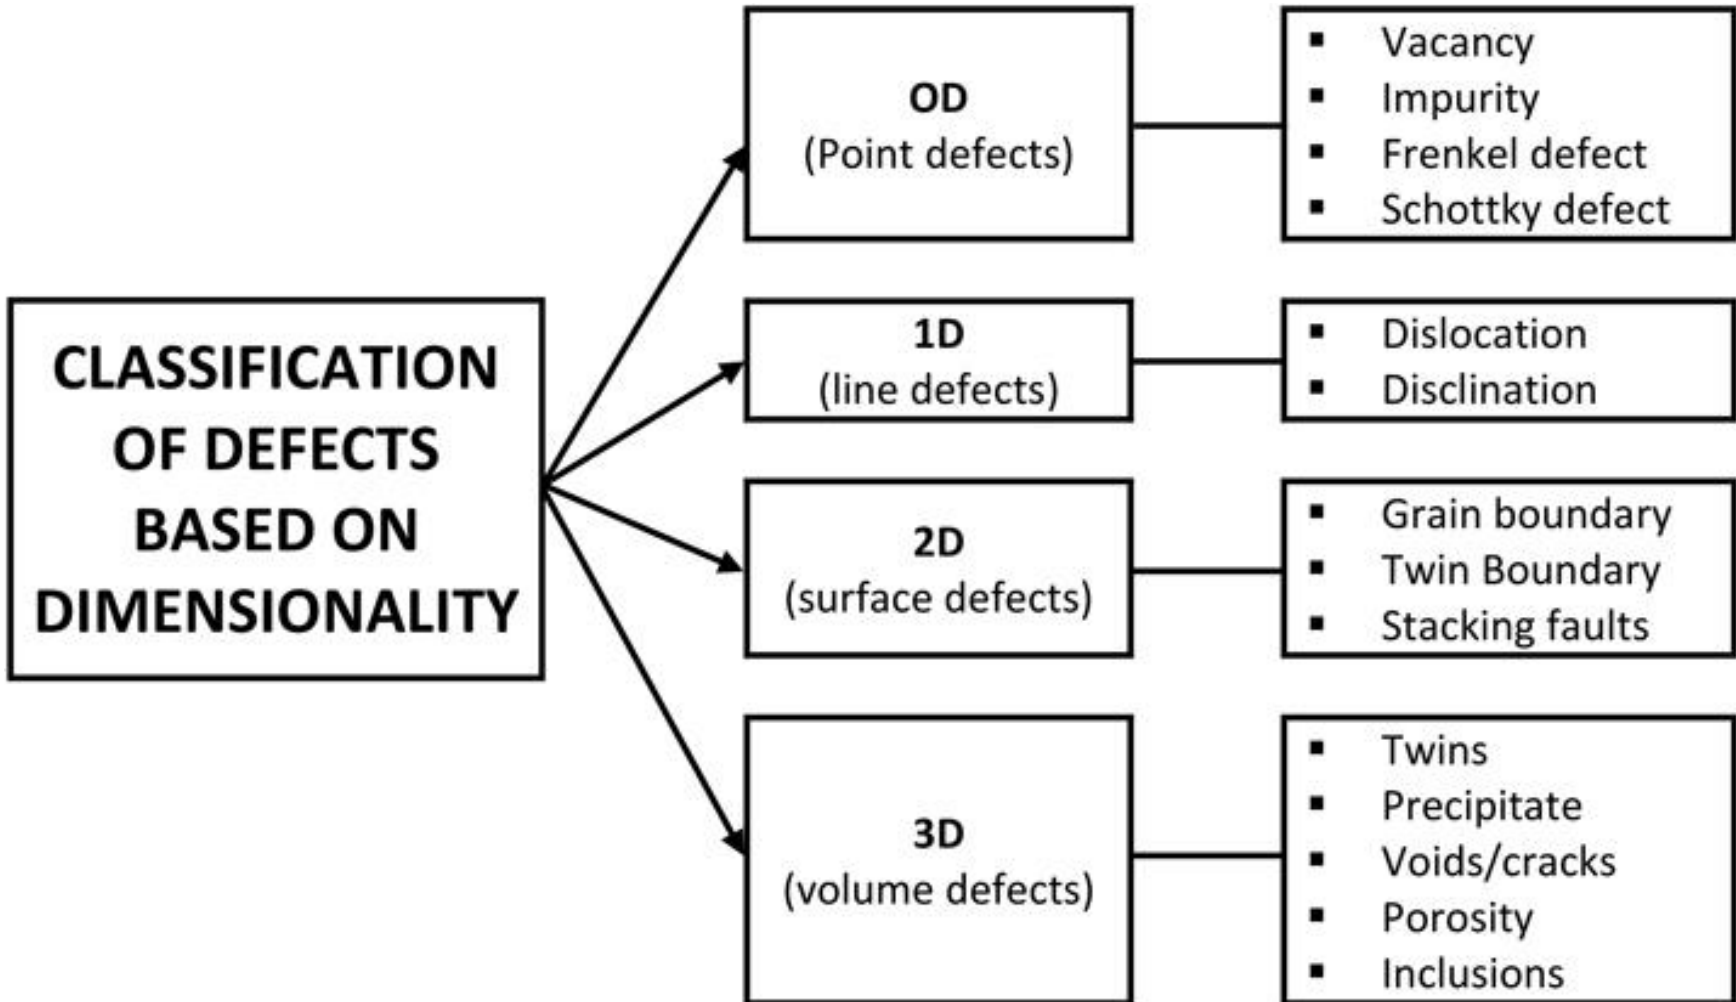 CLASSIFICATION
OF DEFECTS
BASED ON
DIMENSIONALITY
OD
(Point defects)
▪ Vacancy
▪ Impurity
▪ Frenkel defect
▪ Schottky defect
1D
(line defects)
▪ Dislocation
▪ Disclination
2D
(surface defects)
▪ Grain boundary
▪ Twin Boundary
▪ Stacking faults
3D
(volume defects)
▪ Twins
▪ Precipitate
▪ Voids/cracks
▪ Porosity
▪ Inclusions